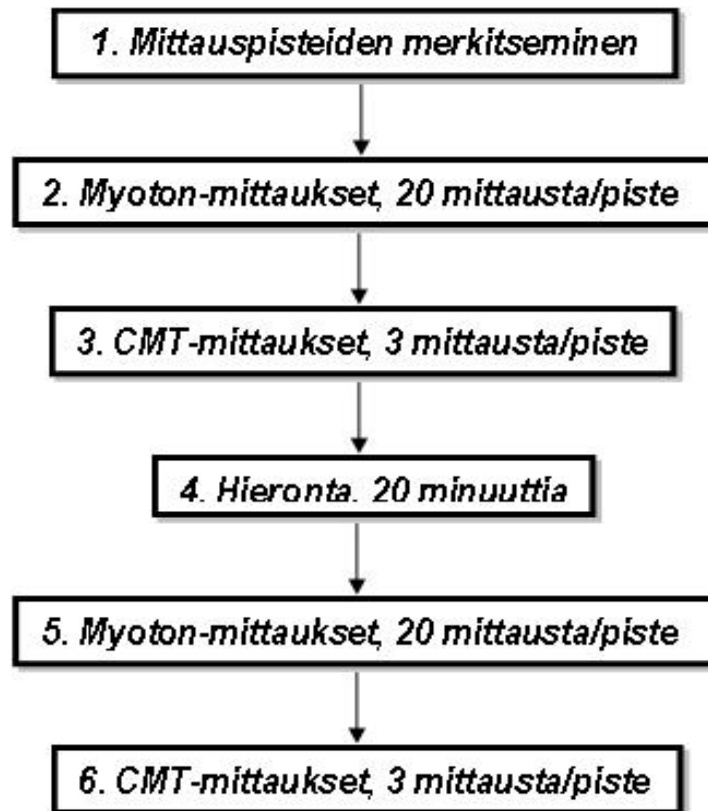 1. Mittauspisteiden merkitseminen
2. Myoton-mittaukset, 20 mittausta/piste
3. CMT-mittaukset, 3 mittausta/piste
4. Hieronta. 20 minuuttia
5. Myoton-mittaukset, 20 mittausta/piste
6. CMT-mittaukset, 3 mittausta/piste